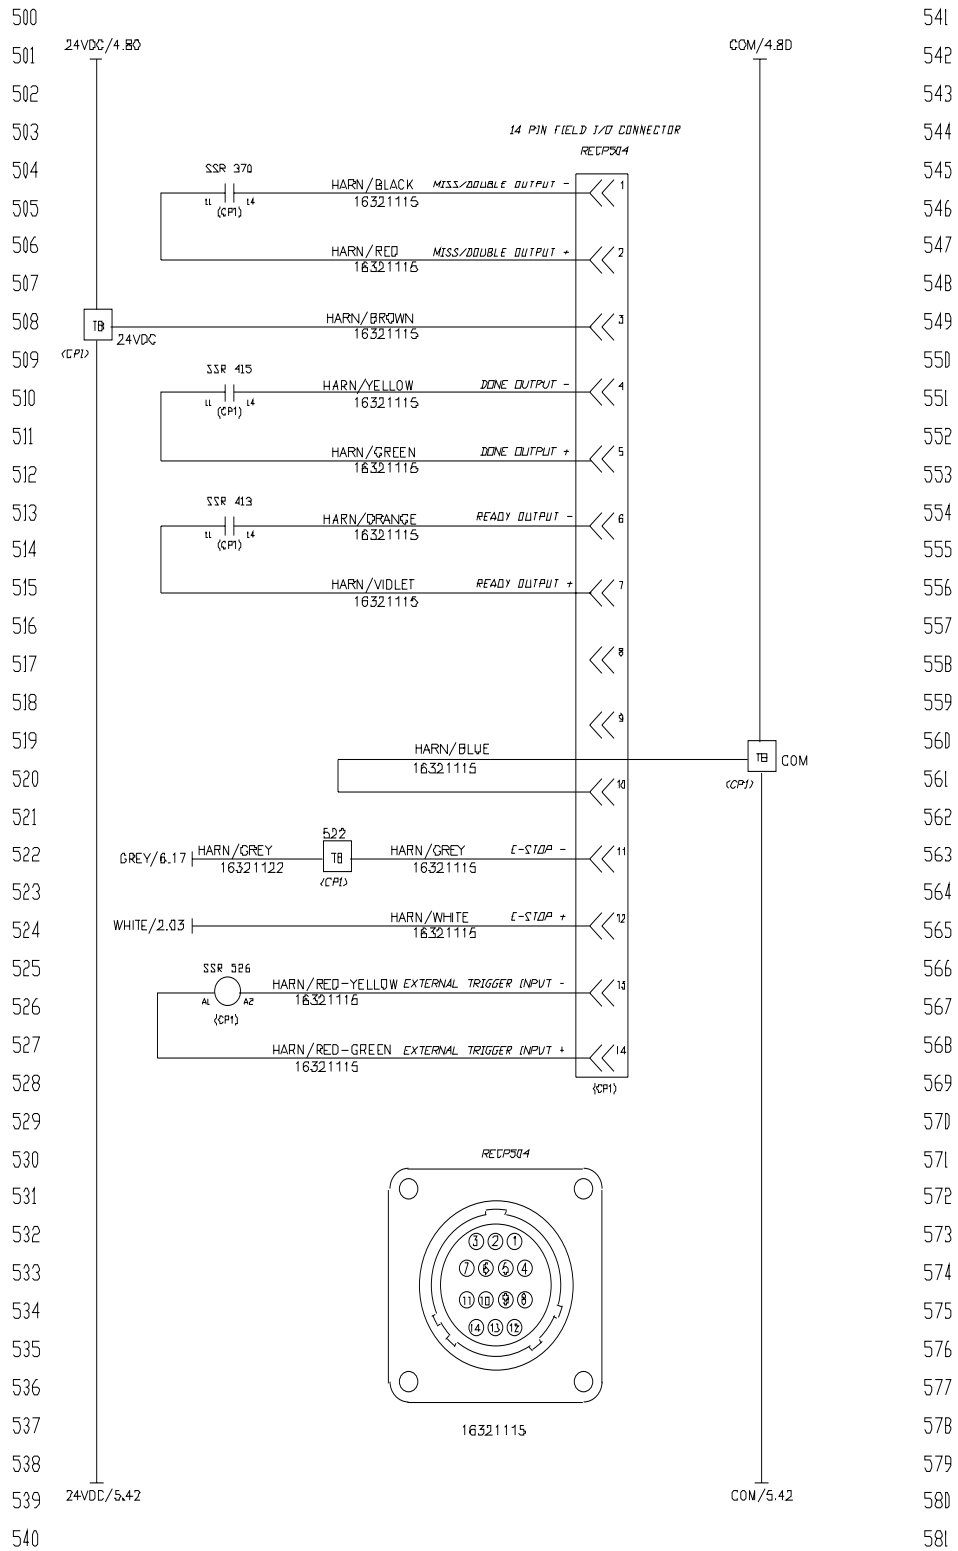 500 541
24VDC/4.80 COM/4.80
501 542
502 543
503 14 PIN FIELD I/O CONNECTOR 544
RECP504
504 SSR 370 545
HARN/BLACK MISS/DOUBLE OUTPUT - 1
L1 L4 16321115
505 (CP1) 546
506 HARN/RED MISS/DOUBLE OUTPUT + 2 547
16321115
507 548
508 TB HARN/BROWN 3 549
24VDC 16321115
(CP1)
509 550
SSR 415
HARN/YELLOW DONE OUTPUT - 4
510 L1 L4 16321115 551
(CP1)
511 552
HARN/GREEN DONE OUTPUT + 5
512 16321115 553
SSR 413
513 HARN/ORANGE READY OUTPUT - 6 554
L1 L4 16321115
514 (CP1) 555
515 HARN/VIOLET READY OUTPUT + 7 556
16321115
516 557
517 8 558
518 559
9
519 560
HARN/BLUE
TB COM
520 16321115 10 561
(CP1)
521 562
522
522 GREY/6.17 HARN/GREY TB HARN/GREY E-STOP - 11 563
16321122 16321115
(CP1)
523 564
524 WHITE/2.03 HARN/WHITE E-STOP + 12 565
16321115
525 SSR 526 566
HARN/RED-YELLOW EXTERNAL TRIGGER INPUT - 13
526 A1 A2 16321115 567
(CP1)
527 HARN/RED-GREEN EXTERNAL TRIGGER INPUT + 14 568
16321115
528 (CP1) 569
529 570
530 RECP504 571
531 572
532 3 2 1 573
533 7 6 5 4 574
534 11 10 9 8 575
535 14 13 12 576
536 577
537 16321115 578
538 579
539 24VDC/5.42 COM/5.42 580
540 581